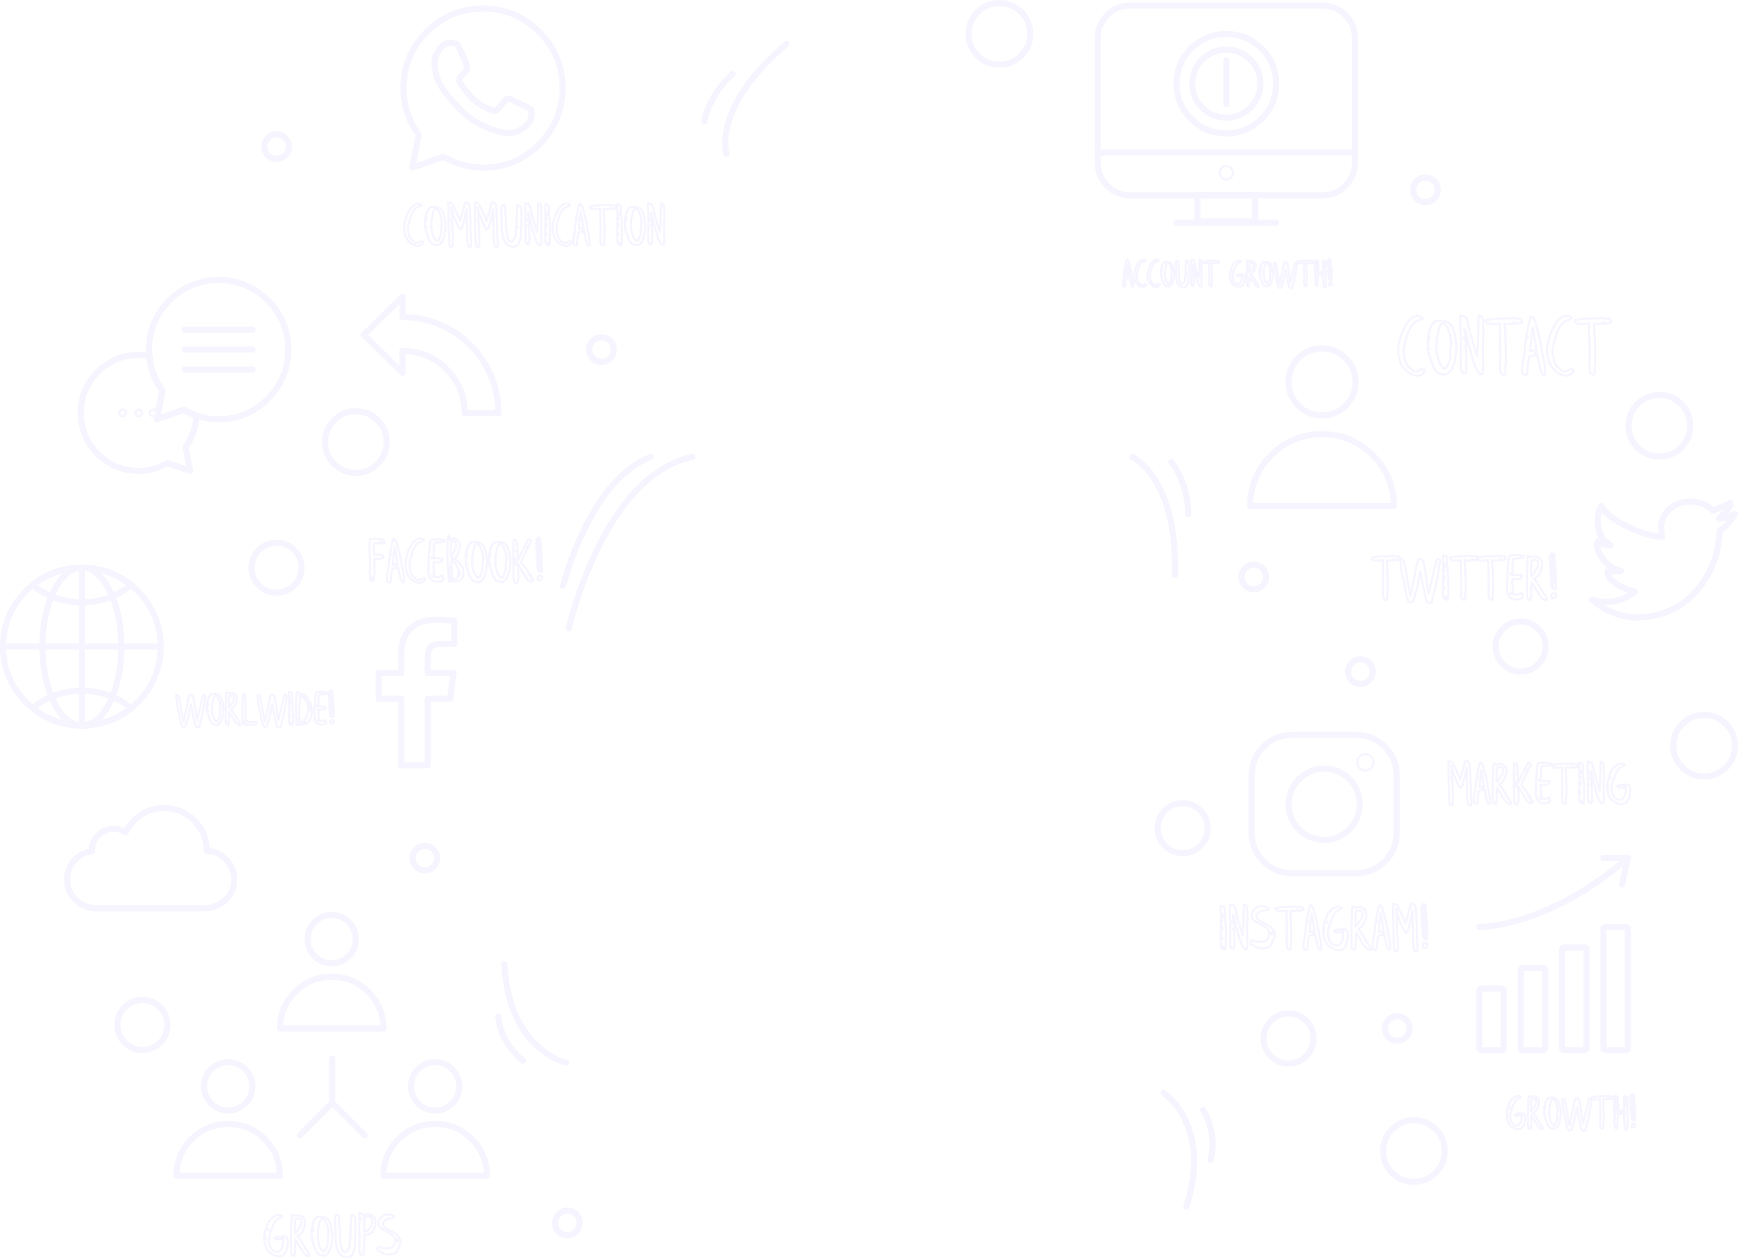 COMMUNICATION
ACCOUNT GROWTH!
CONTACT
FACEBOOK!
TWITTER!
WORLWIDE!
MARKETING
INSTAGRAM!
GROWTH!
GROUPS